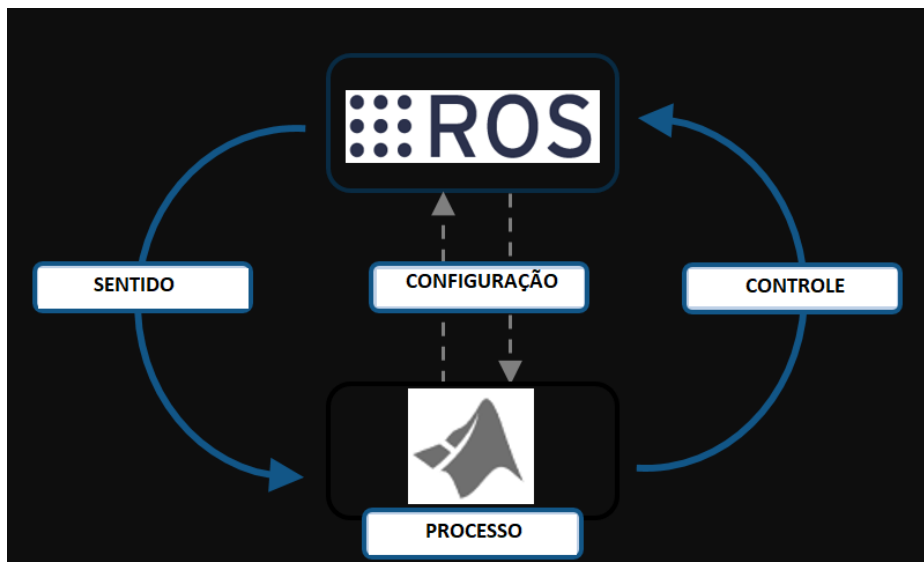 ROS
SENTIDO
CONFIGURAÇÃO
CONTROLE
PROCESSO